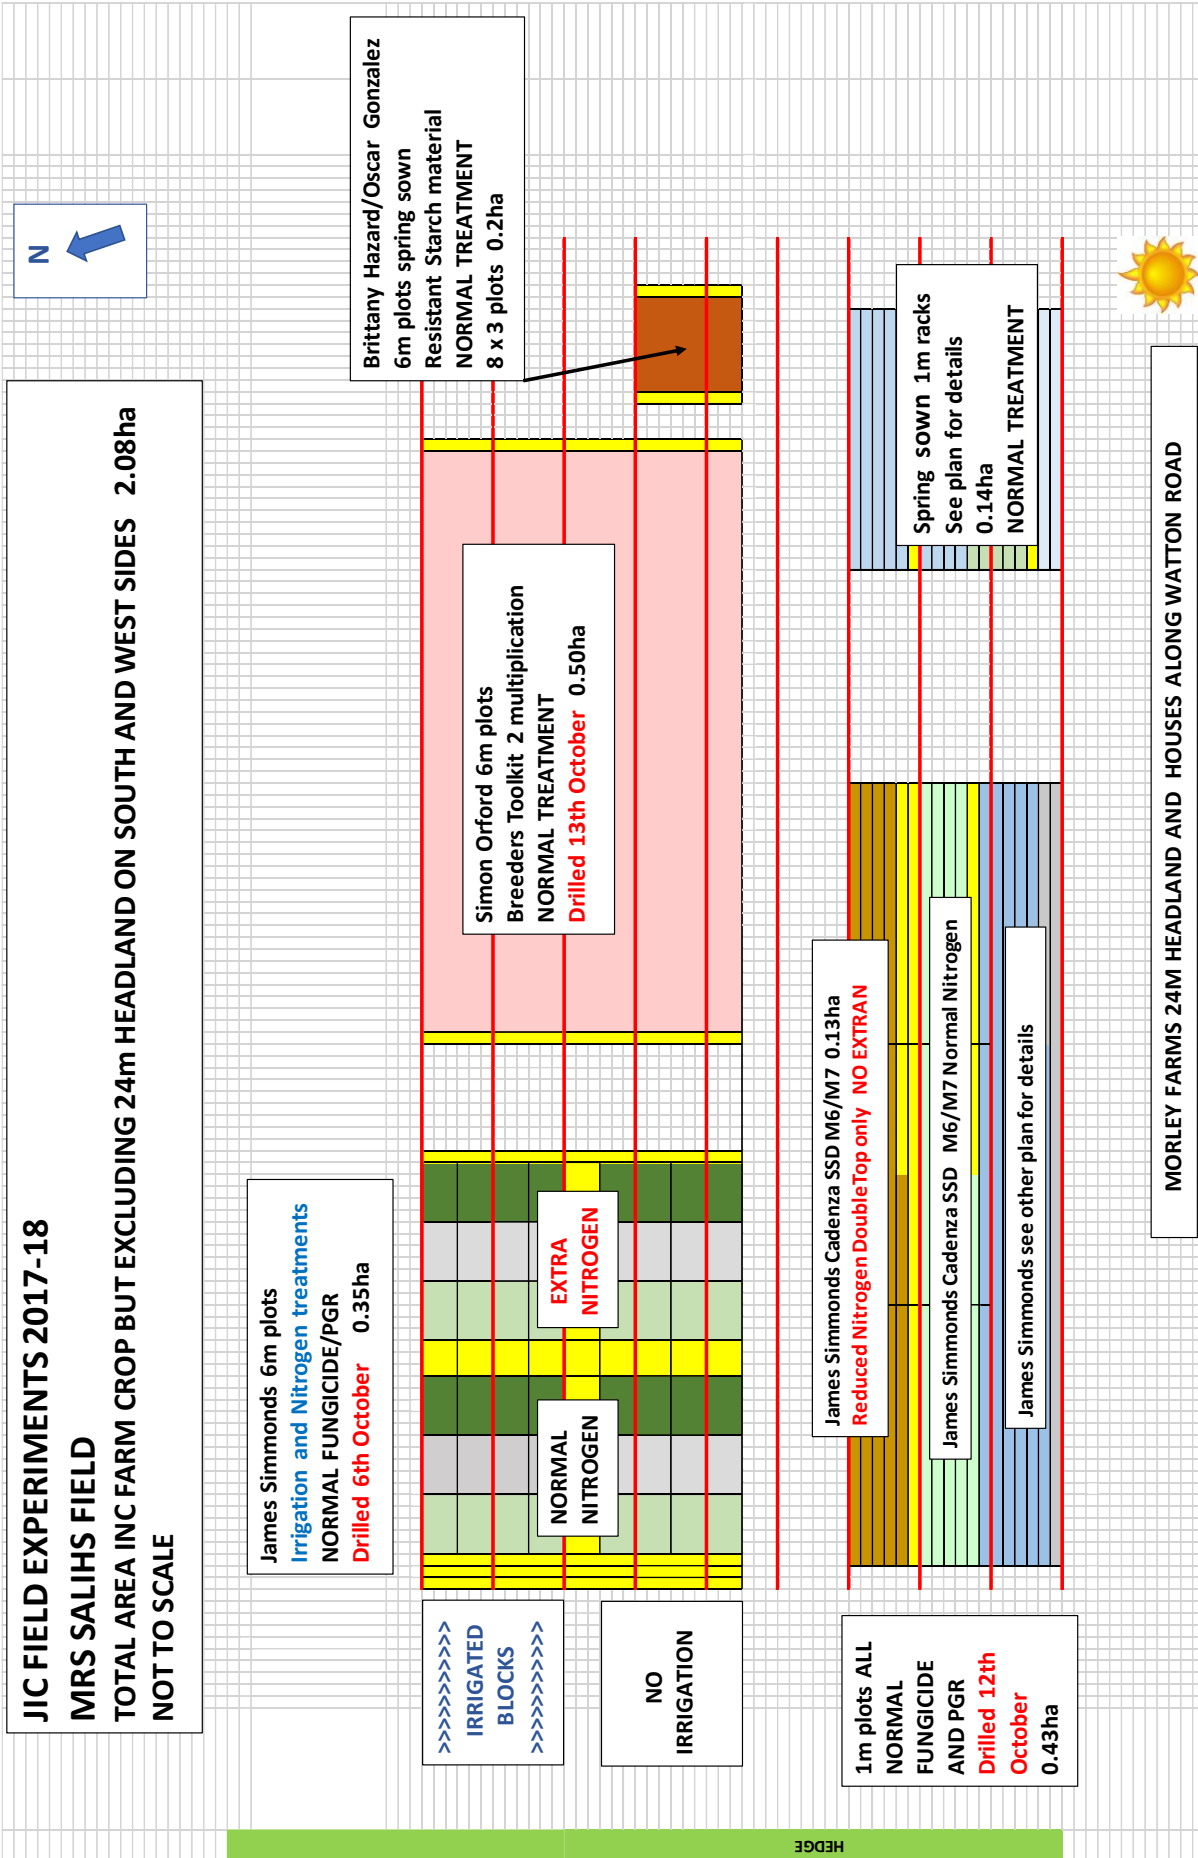 JIC FIELD EXPERIMENTS 2017-18
MRS SALIHS FIELD
TOTAL AREA INC FARM CROP BUT EXCLUDING 24m HEADLAND ON SOUTH AND WEST SIDES 2.08ha
NOT TO SCALE
N
James Simmonds 6m plots
Irrigation and Nitrogen treatments
NORMAL FUNGICIDE/PGR
Drilled 6th October 0.35ha
Brittany Hazard/Oscar Gonzalez
6m plots spring sown
Resistant Starch material
NORMAL TREATMENT
8 x 3 plots 0.2ha
>>>>>>>>>>>
IRRIGATED
BLOCKS
>>>>>>>>>>>
NO
IRRIGATION
NORMAL
NITROGEN
EXTRA
NITROGEN
Simon Orford 6m plots
Breeders Toolkit 2 multiplication
NORMAL TREATMENT
Drilled 13th October 0.50ha
1m plots ALL
NORMAL
FUNGICIDE
AND PGR
Drilled 12th
October
0.43ha
James Simmonds Cadenza SSD M6/M7 0.13ha
Reduced Nitrogen DoubleTop only NO EXTRAN
James Simmonds Cadenza SSD M6/M7 Normal Nitrogen
James Simmonds see other plan for details
Spring sown 1m racks
See plan for details
0.14ha
NORMAL TREATMENT
HEDGE
MORLEY FARMS 24M HEADLAND AND HOUSES ALONG WATTON ROAD